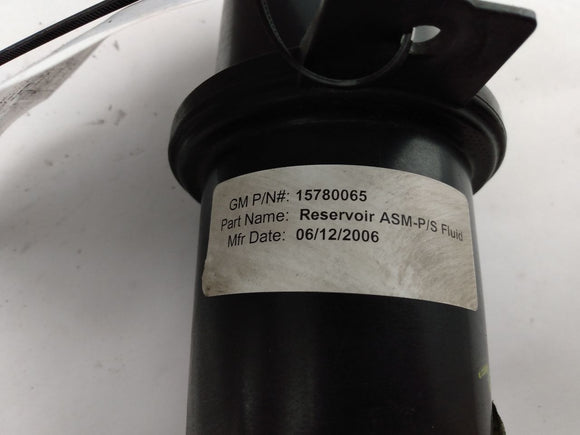 GM P/N#: 15780065
Part Name: Reservoir ASM-P/S Fluid
Mfr Date: 06/12/2006